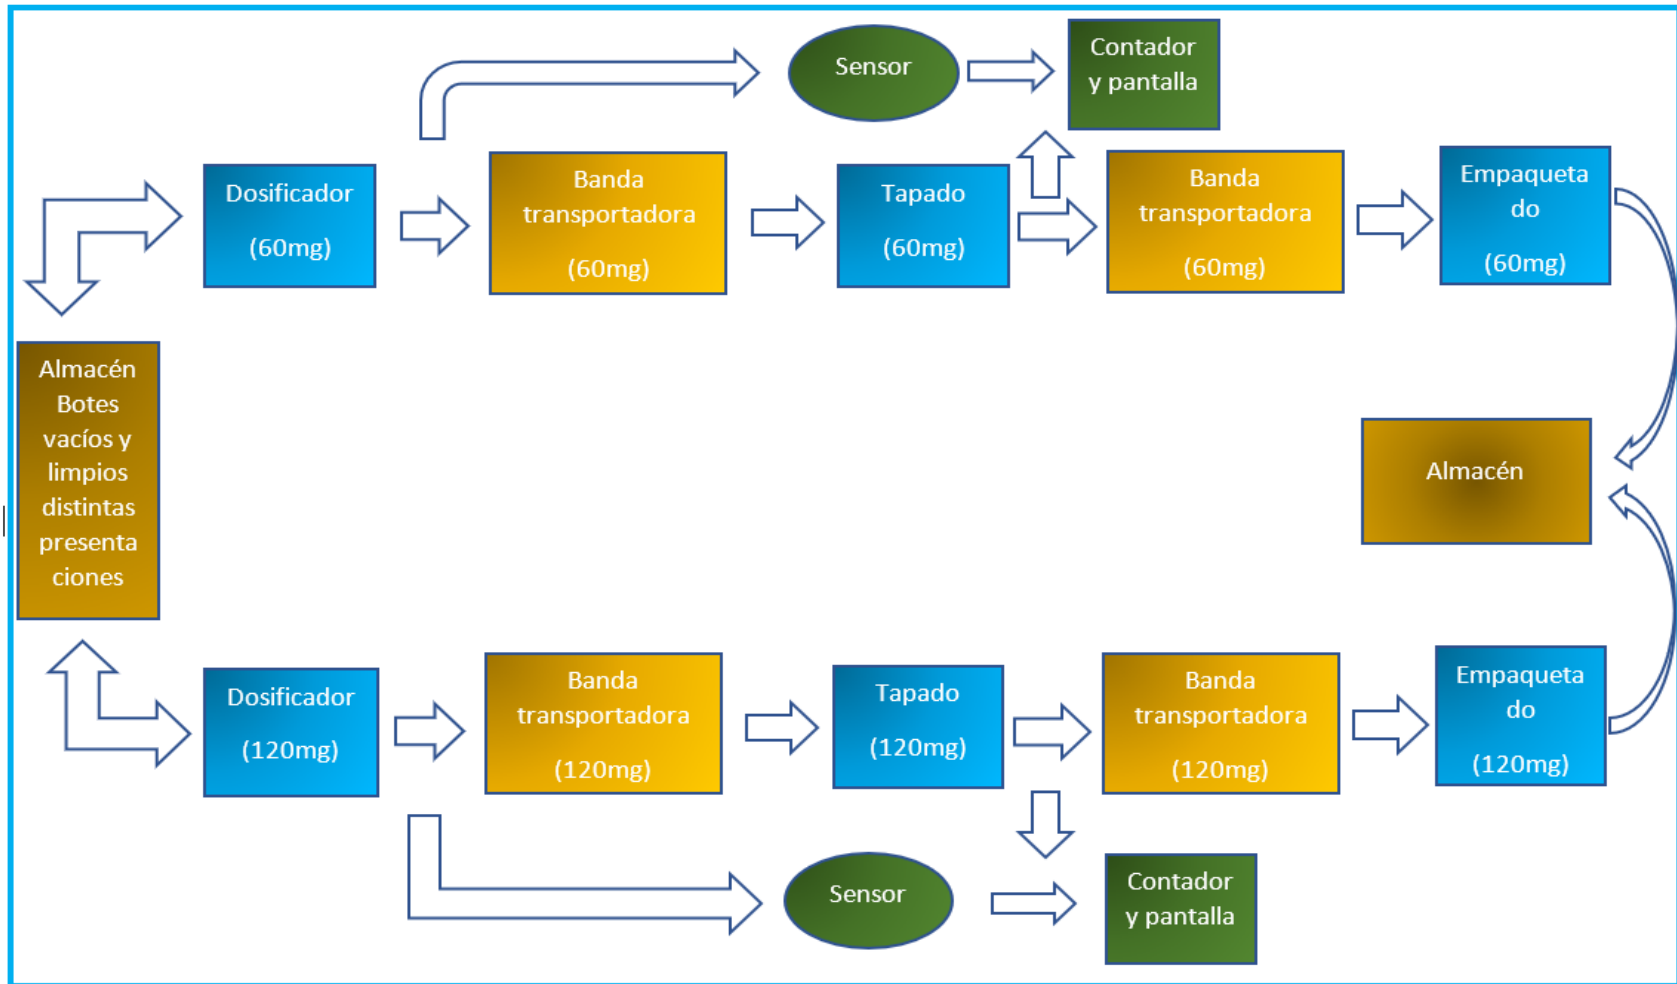 Sensor
Contador
y pantalla
Dosificador
(60mg)
Banda
transportadora
(60mg)
Tapado
(60mg)
Banda
transportadora
(60mg)
Empaqueta
do
(60mg)
Almacén
Botes
vacíos y
limpios
distintas
presenta
ciones
Almacén
Dosificador
(120mg)
Banda
transportadora
(120mg)
Tapado
(120mg)
Banda
transportadora
(120mg)
Empaqueta
do
(120mg)
Sensor
Contador
y pantalla